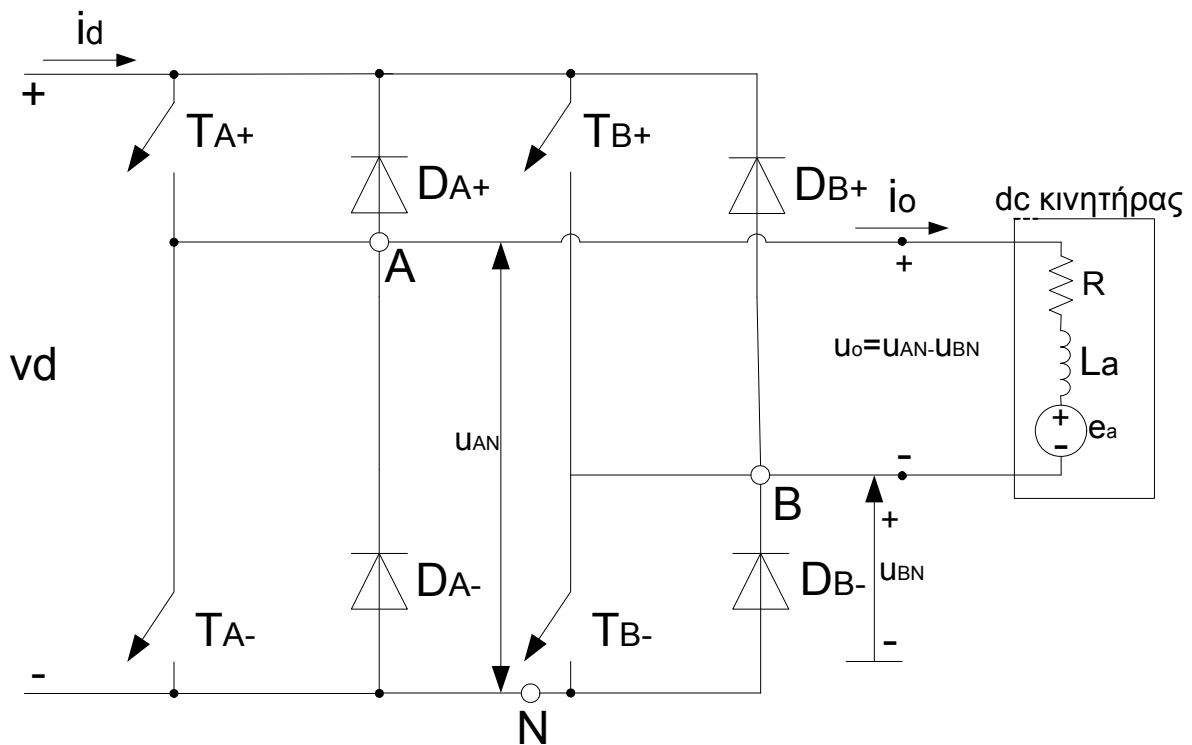 id
+
TA+
TB+
DA+
DB+
io
dc κινητήρας
A
+
R
vd
uo=uAN-uBN
La
+
ea
-
uAN
-
B
+
uBN
DA-
DB-
TA-
TB-
-
-
N